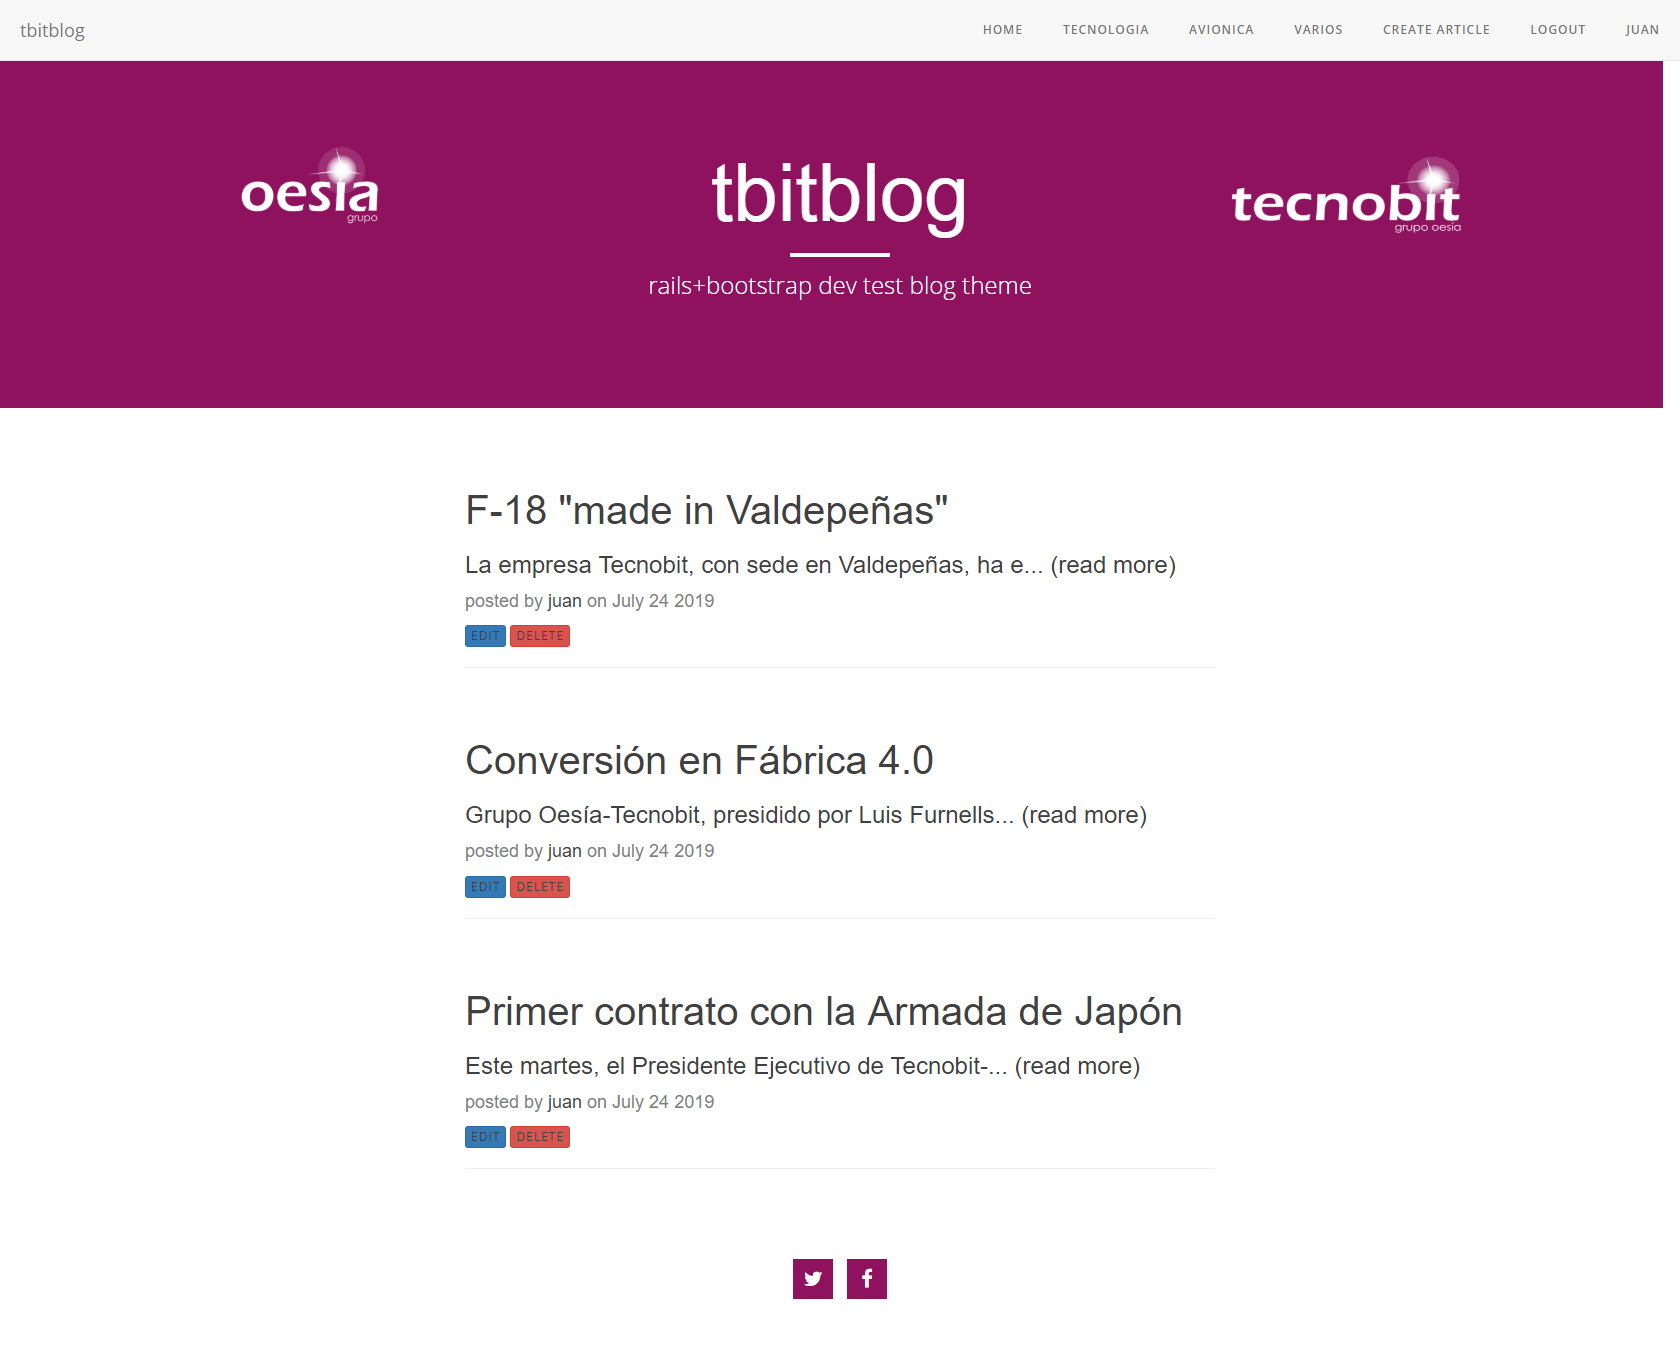 tbitblog
HOME TECNOLOGIA AVIONICA VARIOS CREATE ARTICLE LOGOUT JUAN
oesía
grupo
tbitblog
rails+bootstrap dev test blog theme
tecnobit
grupo oesía
F-18 "made in Valdepeñas"
La empresa Tecnobit, con sede en Valdepeñas, ha e... (read more)
posted by juan on July 24 2019
EDIT DELETE
Conversión en Fábrica 4.0
Grupo Oesía-Tecnobit, presidido por Luis Furnells... (read more)
posted by juan on July 24 2019
EDIT DELETE
Primer contrato con la Armada de Japón
Este martes, el Presidente Ejecutivo de Tecnobit-... (read more)
posted by juan on July 24 2019
EDIT DELETE